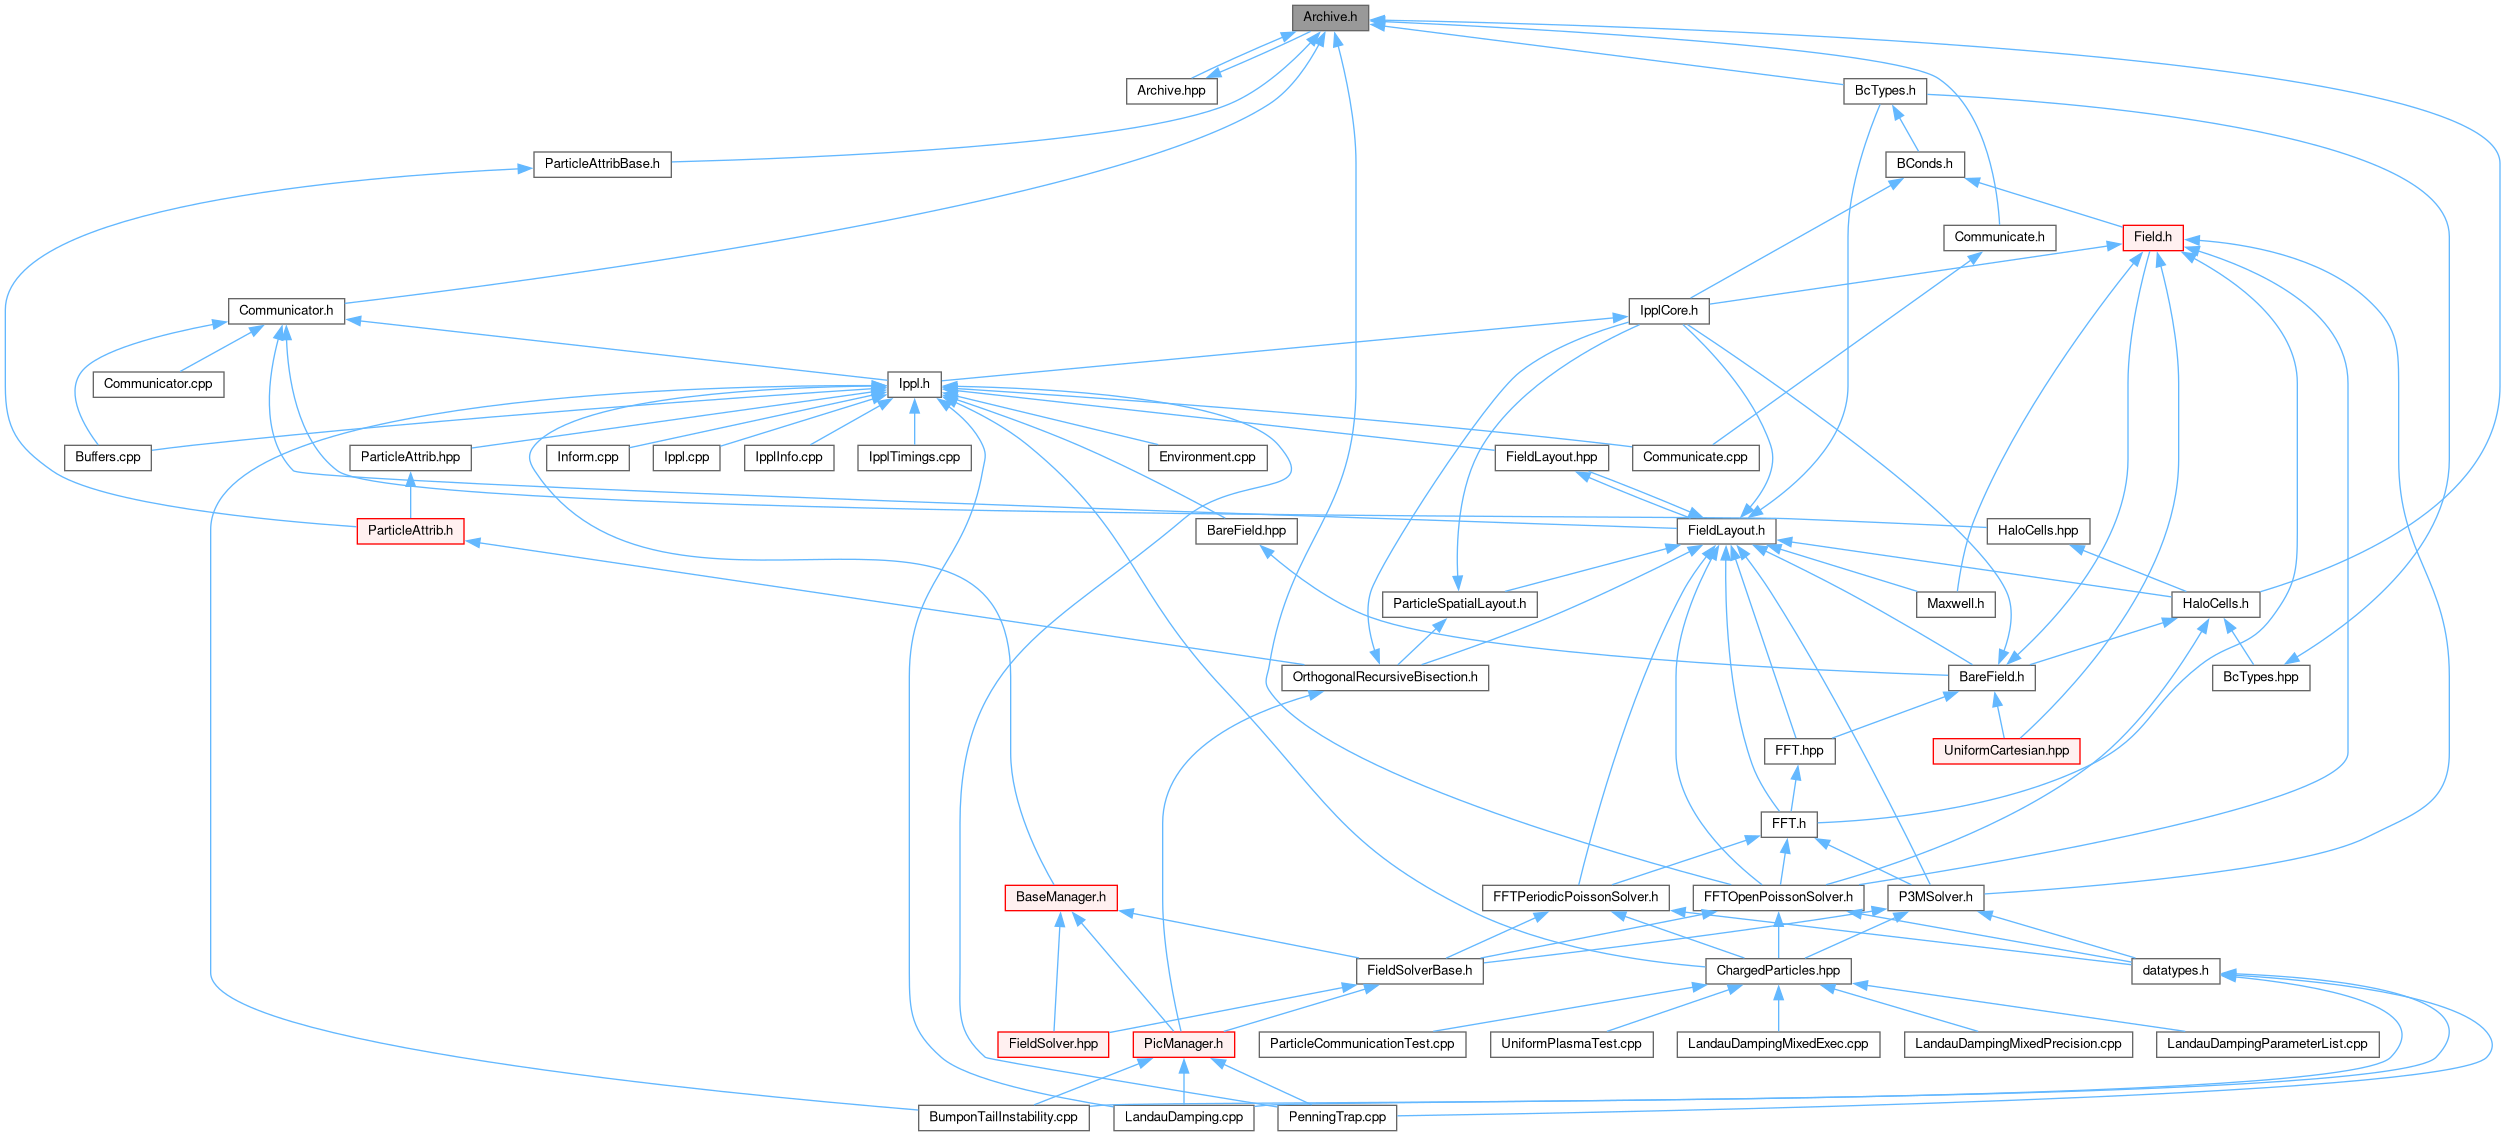 Archive.h
Archive.hpp
BcTypes.h
ParticleAttribBase.h
BConds.h
Communicate.h
Field.h
Communicator.h
IpplCore.h
Communicator.cpp
Ippl.h
Buffers.cpp
ParticleAttrib.hpp
Inform.cpp
Ippl.cpp
IpplInfo.cpp
IpplTimings.cpp
Communicate.cpp
Environment.cpp
FieldLayout.hpp
ParticleAttrib.h
BareField.hpp
FieldLayout.h
HaloCells.hpp
ParticleSpatialLayout.h
Maxwell.h
HaloCells.h
OrthogonalRecursiveBisection.h
BareField.h
BcTypes.hpp
FFT.hpp
UniformCartesian.hpp
FFT.h
BaseManager.h
FFTPeriodicPoissonSolver.h
FFTOpenPoissonSolver.h
P3MSolver.h
FieldSolverBase.h
ChargedParticles.hpp
datatypes.h
FieldSolver.hpp
PicManager.h
ParticleCommunicationTest.cpp
UniformPlasmaTest.cpp
LandauDampingMixedExec.cpp
LandauDampingMixedPrecision.cpp
LandauDampingParameterList.cpp
BumponTailInstability.cpp
LandauDamping.cpp
PenningTrap.cpp